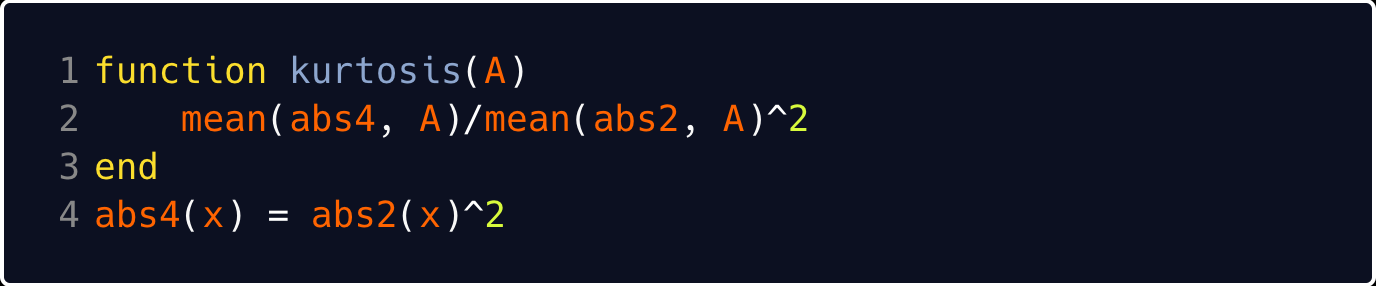 1 function kurtosis(A)
2     mean(abs4, A)/mean(abs2, A)^2
3 end
4 abs4(x) = abs2(x)^2